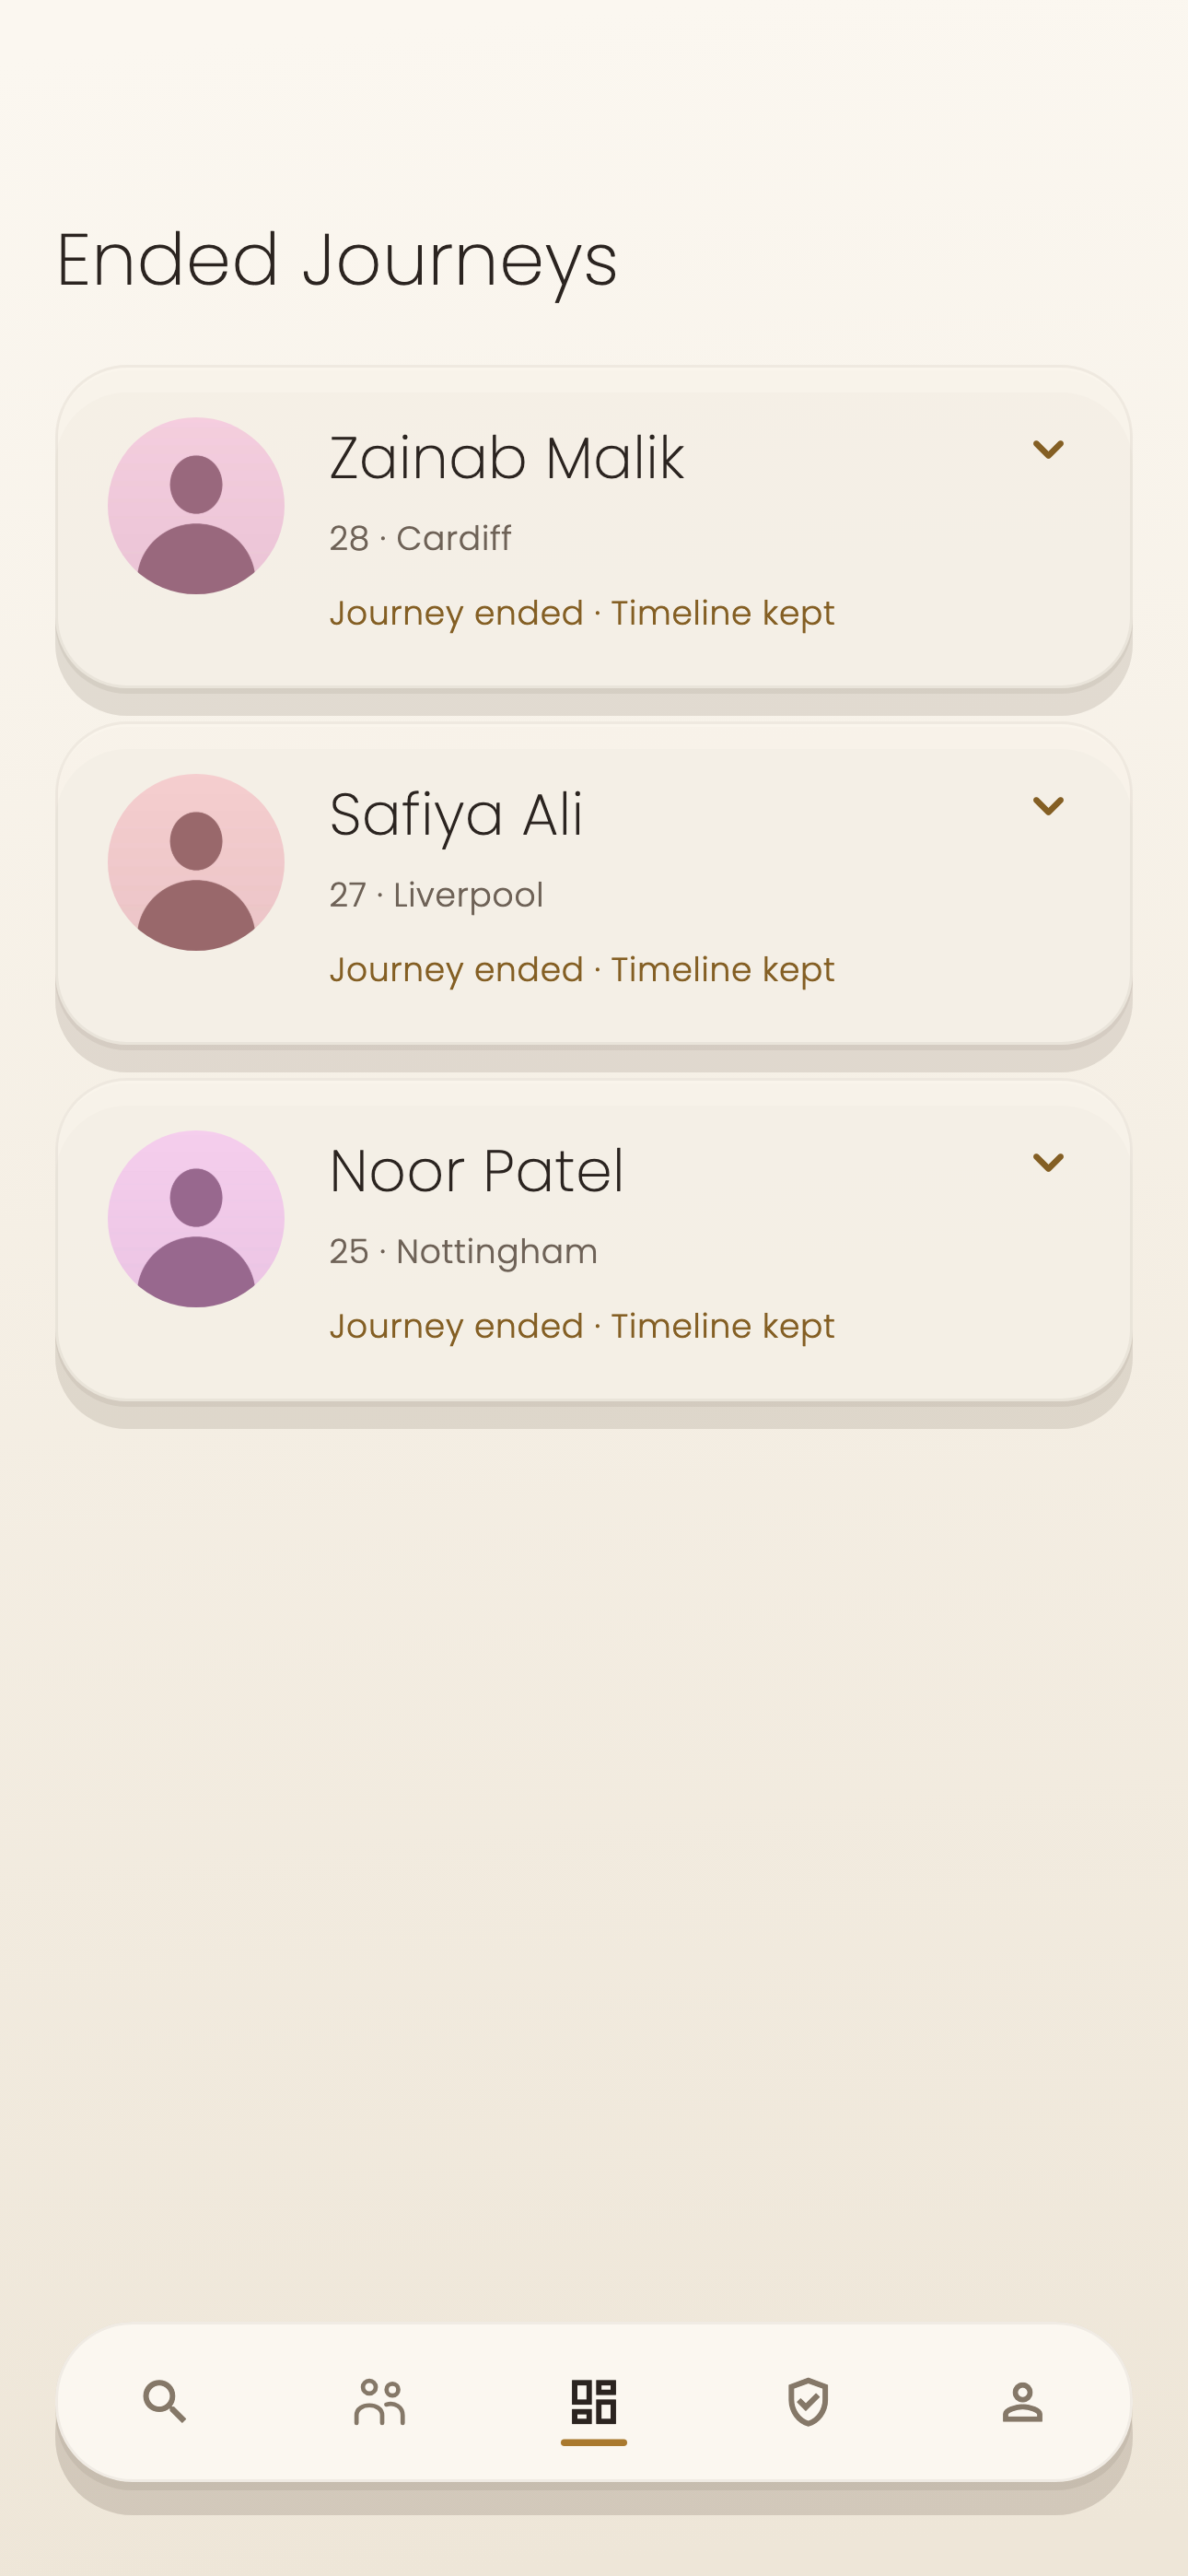 Ended Journeys
Zainab Malik
28 · Cardiff
Journey ended · Timeline kept
Safiya Ali
27 · Liverpool
Journey ended · Timeline kept
Noor Patel
25 · Nottingham
Journey ended · Timeline kept